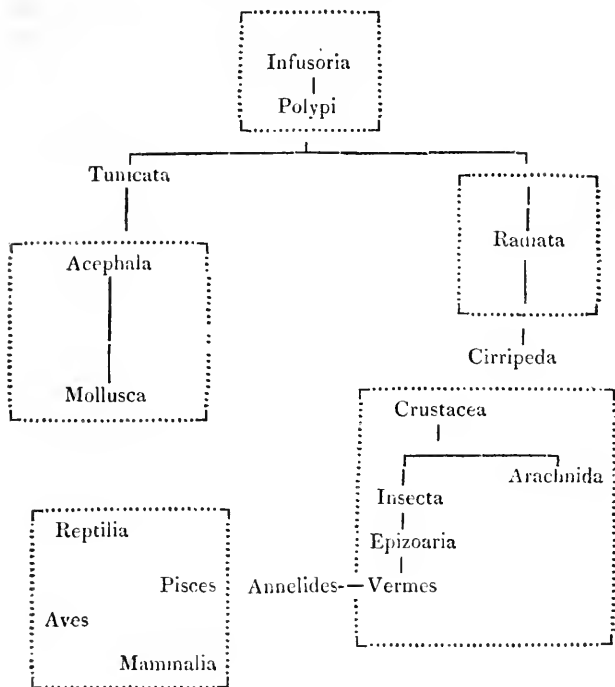 Infusoria
Polypi
Tunicata
Radiata
Acephala
Cirripeda
Mollusca
Crustacea
Arachnida
Insecta
Reptilia
Epizoaria
Pisces Annelides Vermes
Aves
Mammalia